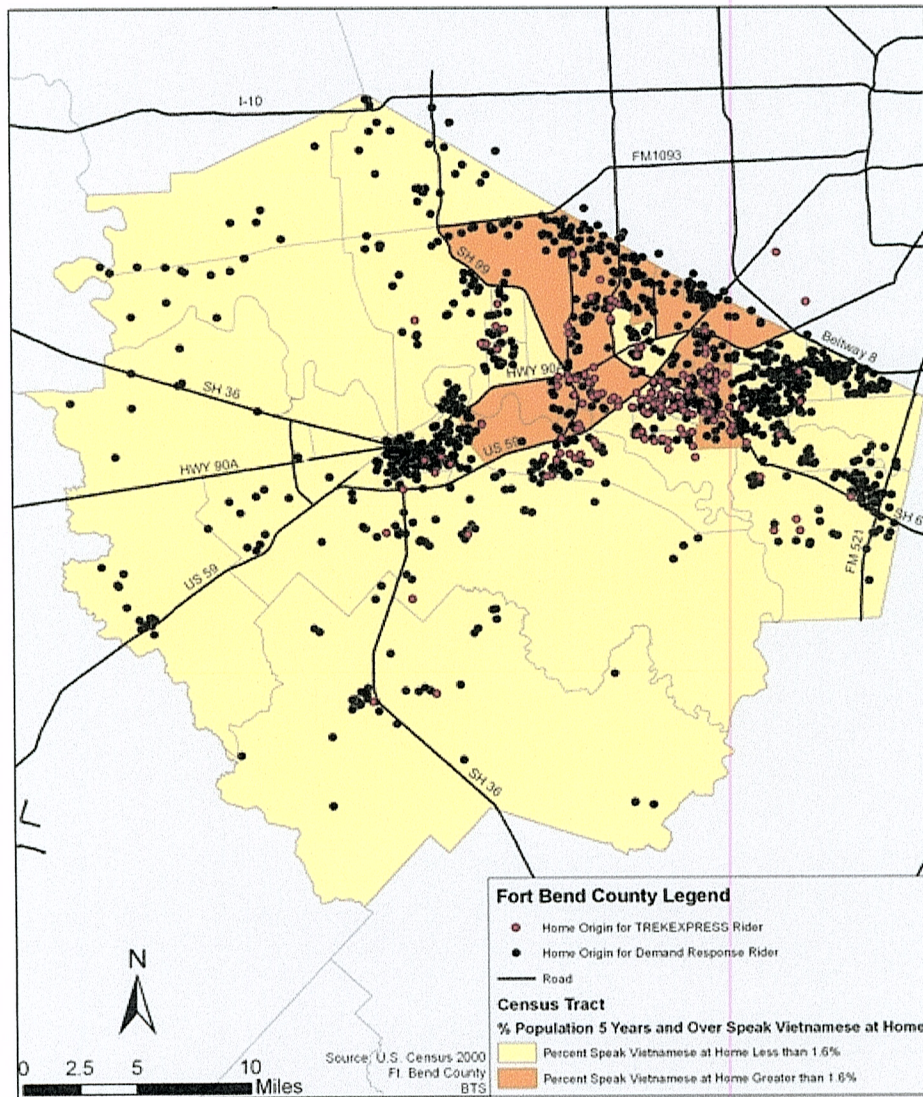 I-10
FM1093
SH 99
Beltway 8
HWY 90A
SH 36
US 59
HWY 90A
SH 6
FM 521
US 59
SH 36
Fort Bend County Legend
Home Origin for TREKEXPRESS Rider
Home Origin for Demand Response Rider
Road
Census Tract
% Population 5 Years and Over Speak Vietnamese at Home
Percent Speak Vietnamese at Home Less than 1.6%
Percent Speak Vietnamese at Home Greater than 1.6%
N
0 2.5 5 10
Miles
Source: U.S. Census 2000
Ft. Bend County
BTS